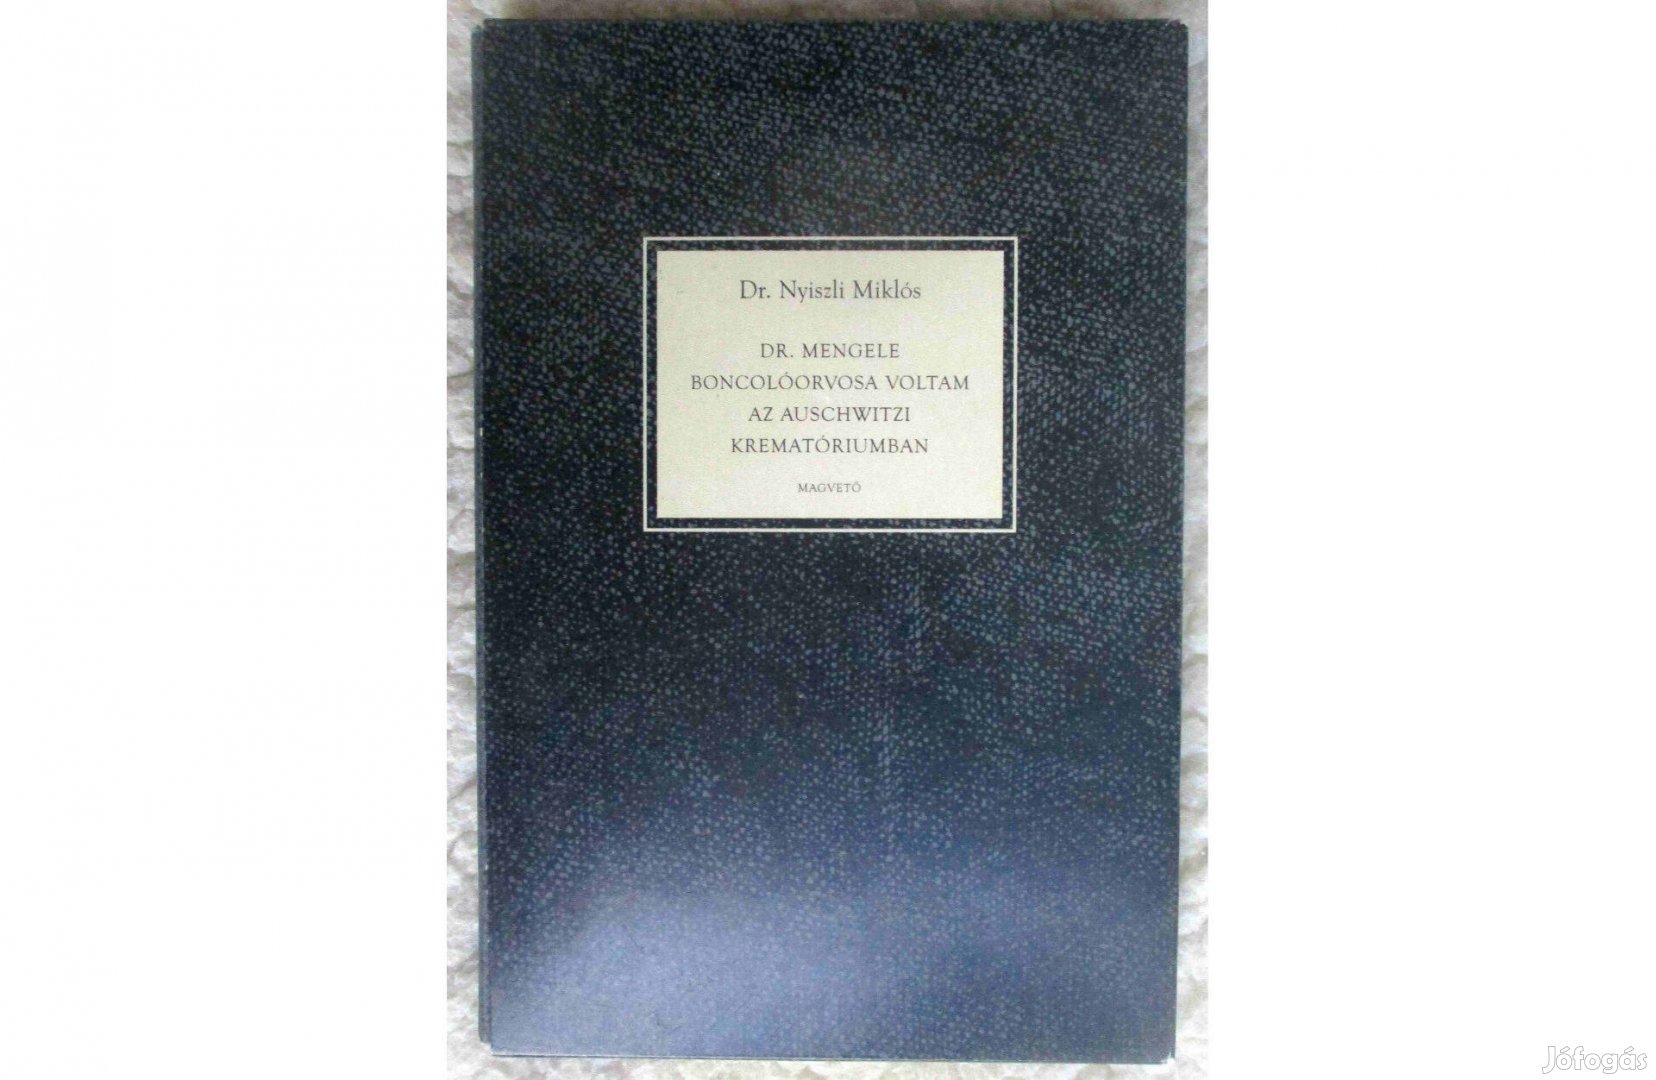 Dr. Nyiszli Miklós
DR. MENGELE
BONCOLÓORVOSA VOLTAM
AZ AUSCHWITZI
KREMATÓRIUMBAN
MAGVETŐ
Jófogás